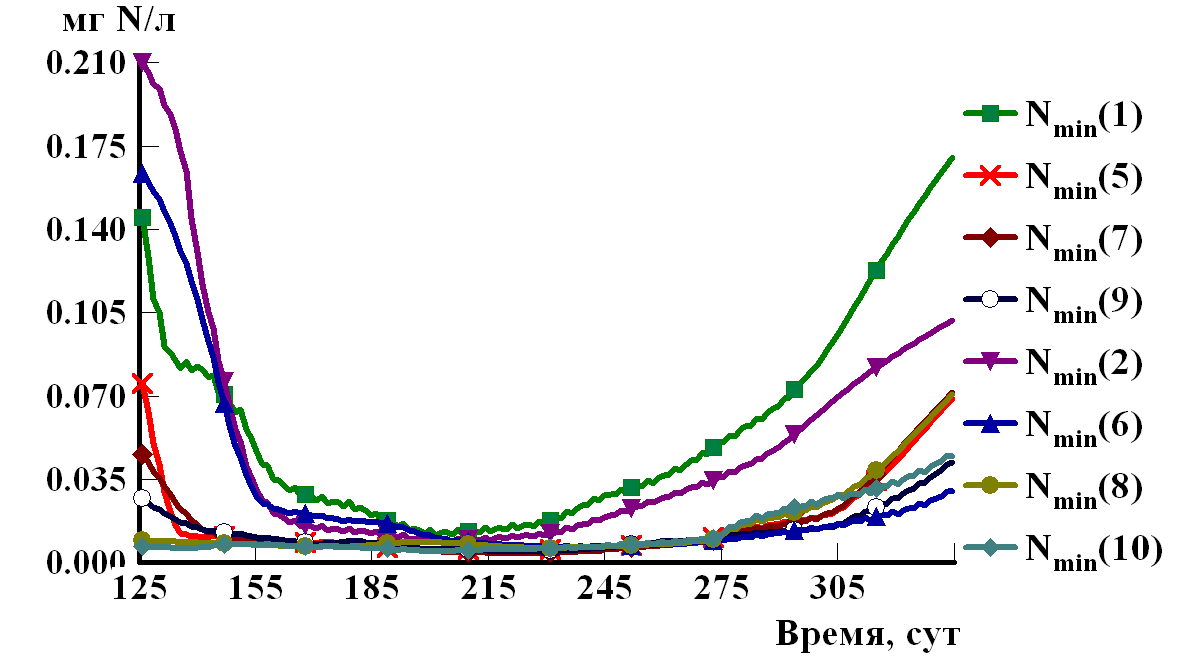 мг N/л
0.210
0.175
0.140
0.105
0.070
0.035
0.000
125 155 185 215 245 275 305
Время, сут
Nmin(1)
Nmin(5)
Nmin(7)
Nmin(9)
Nmin(2)
Nmin(6)
Nmin(8)
Nmin(10)